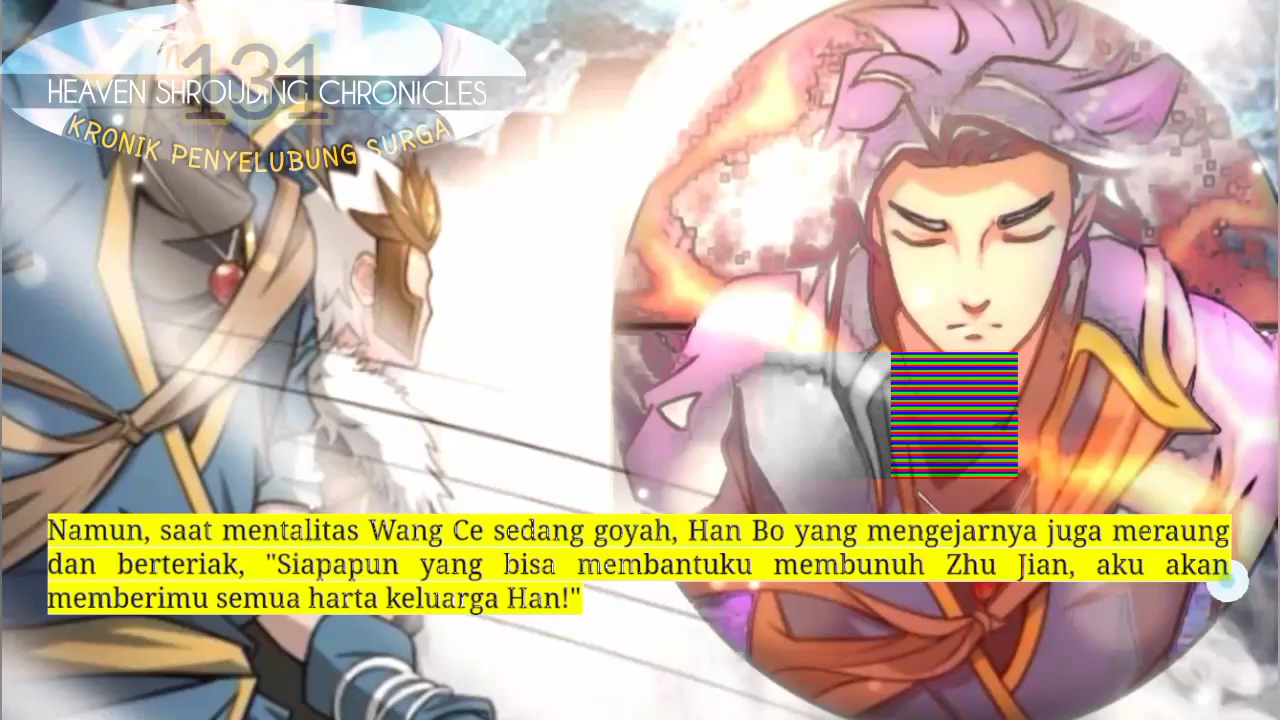 131
HEAVEN SHROUDING CHRONICLES
KRONIK PENYELUBUNG SURGA
Namun, saat mentalitas Wang Ce sedang goyah, Han Bo yang mengejarnya juga meraung
dan berteriak, "Siapapun yang bisa membantuku membunuh Zhu Jian, aku akan
memberimu semua harta keluarga Han!"